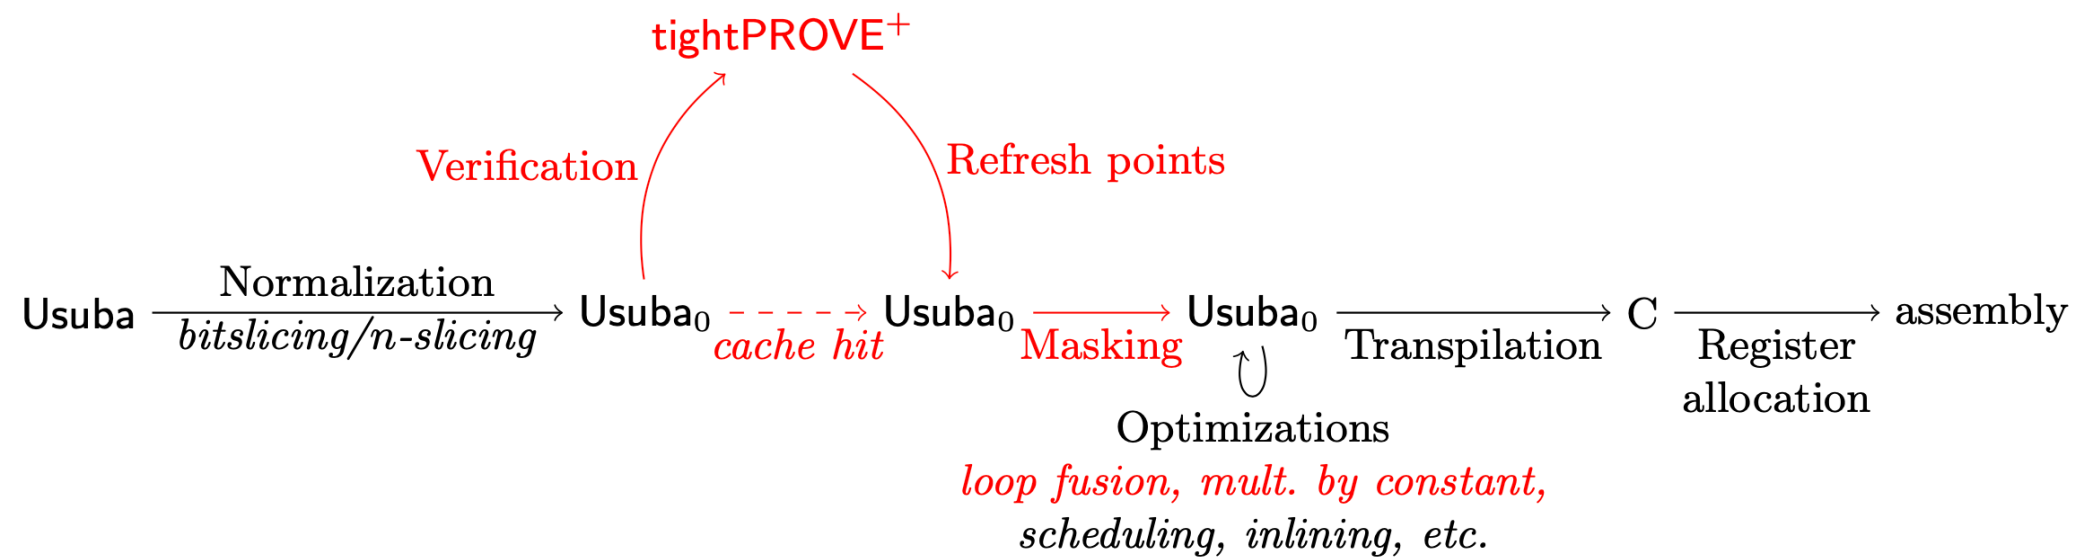 tightPROVE⁺
Verification
Refresh points
Normalization
Usuba
bitslicing/n-slicing
Usuba₀
cache hit
Usuba₀
Masking
Usuba₀
Transpilation
C
Register
allocation
assembly
Optimizations
loop fusion, mult. by constant,
scheduling, inlining, etc.